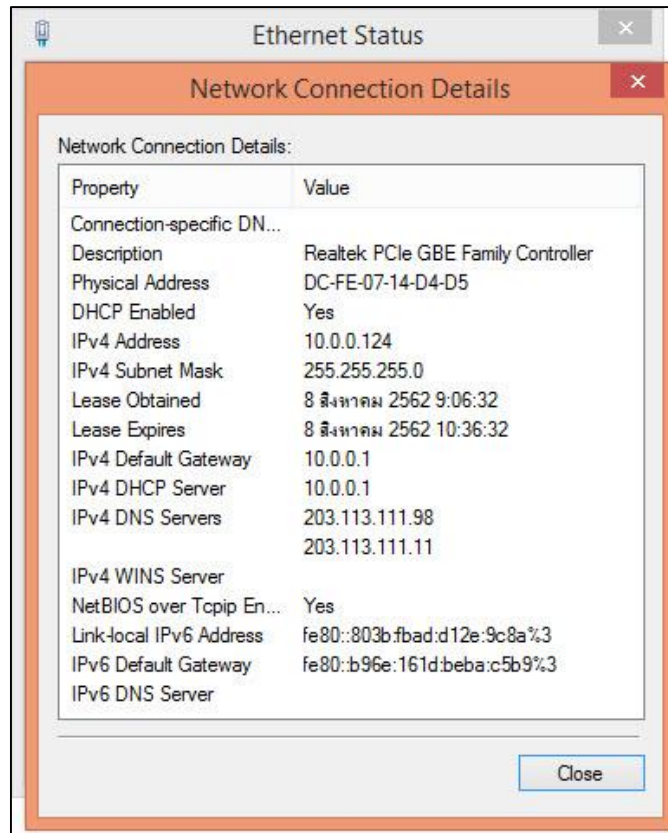 Ethernet Status
Network Connection Details
Network Connection Details:
Property Value
Connection-specific DN...
Description Realtek PCIe GBE Family Controller
Physical Address DC-FE-07-14-D4-D5
DHCP Enabled Yes
IPv4 Address 10.0.0.124
IPv4 Subnet Mask 255.255.255.0
Lease Obtained 8 สิงหาคม 2562 9:06:32
Lease Expires 8 สิงหาคม 2562 10:36:32
IPv4 Default Gateway 10.0.0.1
IPv4 DHCP Server 10.0.0.1
IPv4 DNS Servers 203.113.111.98
203.113.111.11
IPv4 WINS Server
NetBIOS over Tcpip En... Yes
Link-local IPv6 Address fe80::803b:fbad:d12e:9c8a%3
IPv6 Default Gateway fe80::b96e:161d:beba:c5b9%3
IPv6 DNS Server
Close